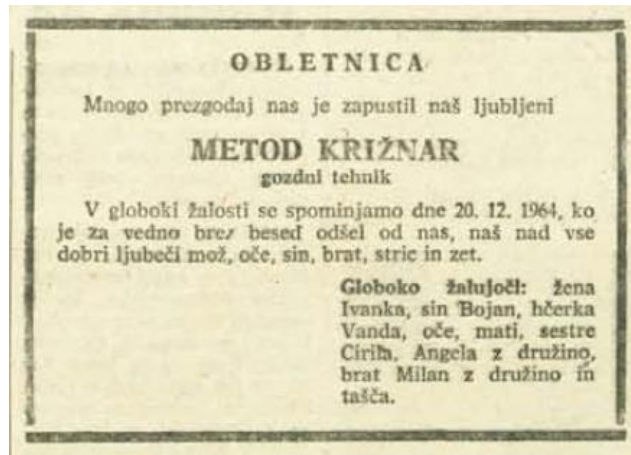 OBLETNICA
Mnogo prezgodaj nas je zapustil naš ljubljeni
METOD KRIŽNAR
gozdni tehnik
V globoki žalosti se spominjamo dne 20. 12. 1964, ko
je za vedno brez besed odšel od nas, naš nad vse
dobri ljubeči mož, oče, sin, brat, stric in zet.
Globoko žalujoči: žena
Ivanka, sin Bojan, hčerka
Vanda, oče, mati, sestre
Cirila, Angela z družino,
brat Milan z družino in
tašča.